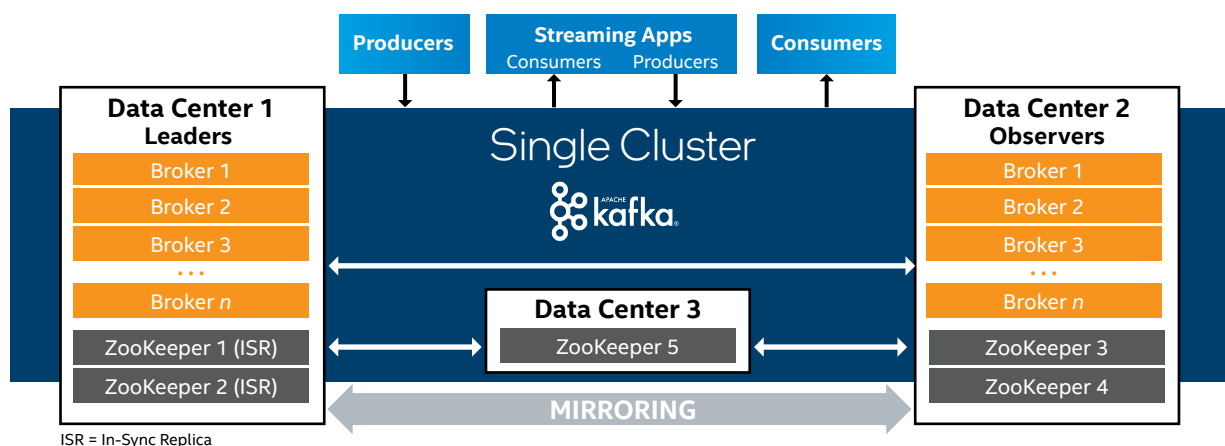 Producers
Streaming Apps
Consumers Producers
Consumers
Data Center 1
Leaders
Broker 1
Broker 2
Broker 3
...
Broker n
ZooKeeper 1 (ISR)
ZooKeeper 2 (ISR)
Single Cluster
APACHE
kafka®
Data Center 3
ZooKeeper 5
MIRRORING
Data Center 2
Observers
Broker 1
Broker 2
Broker 3
...
Broker n
ZooKeeper 3
ZooKeeper 4
ISR = In-Sync Replica